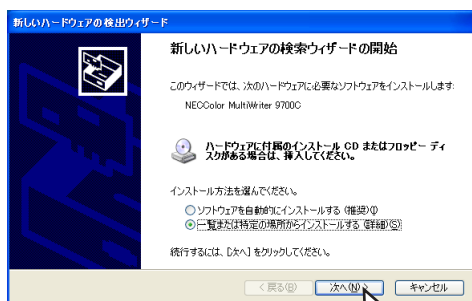 新しいハードウェアの検出ウィザード
新しいハードウェアの検索ウィザードの開始
このウィザードでは、次のハードウェアに必要なソフトウェアをインストールします:
NECColor MultiWriter 9700C
ハードウェアに付属のインストール CD またはフロッピー ディ
スクがある場合は、挿入してください。
インストール方法を選んでください。
ソフトウェアを自動的にインストールする (推奨)(I)
一覧または特定の場所からインストールする (詳細)(S)
続行するには、[次へ] をクリックしてください。
< 戻る(B) 次へ(N) > キャンセル